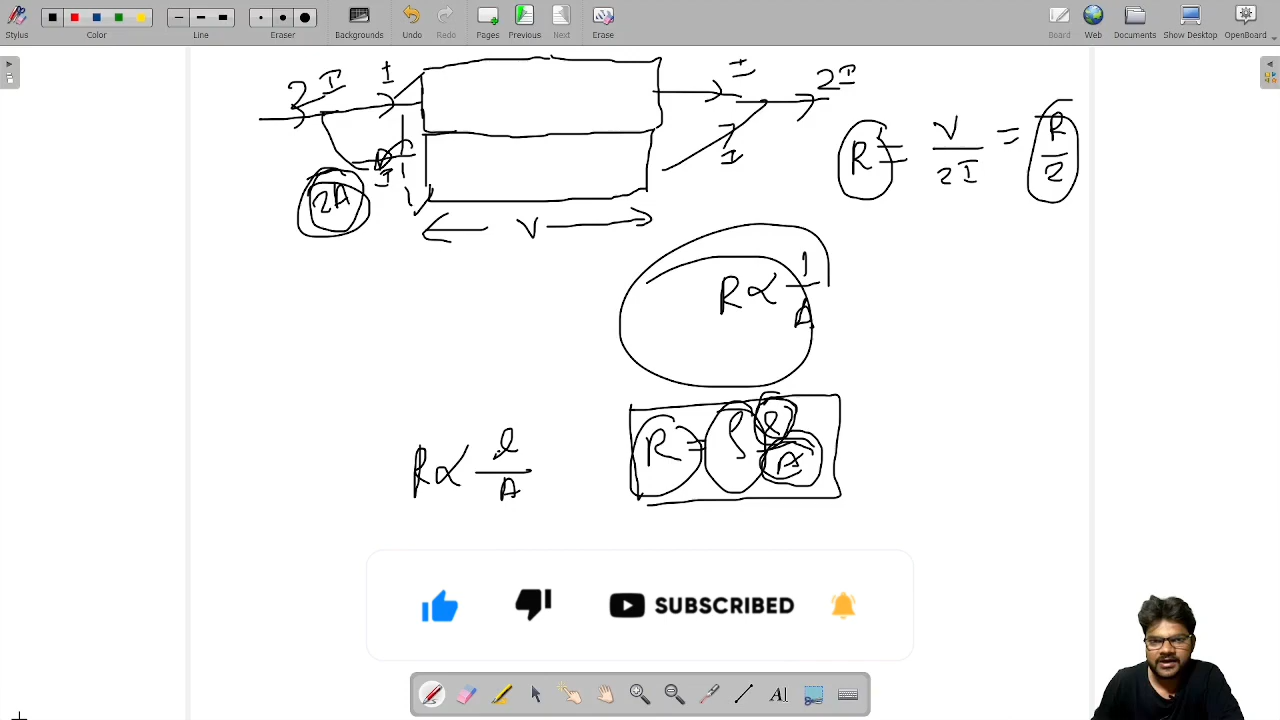 Stylus Color Line Eraser Backgrounds Undo Redo Pages Previous Next Erase Board Web Documents Show Desktop OpenBoard
2I I I 2I
I I
2A
V
R = V/2I = R/2
R ∝ 1/A
R ∝ l/A
R = ρ l/A
SUBSCRIBED
AI